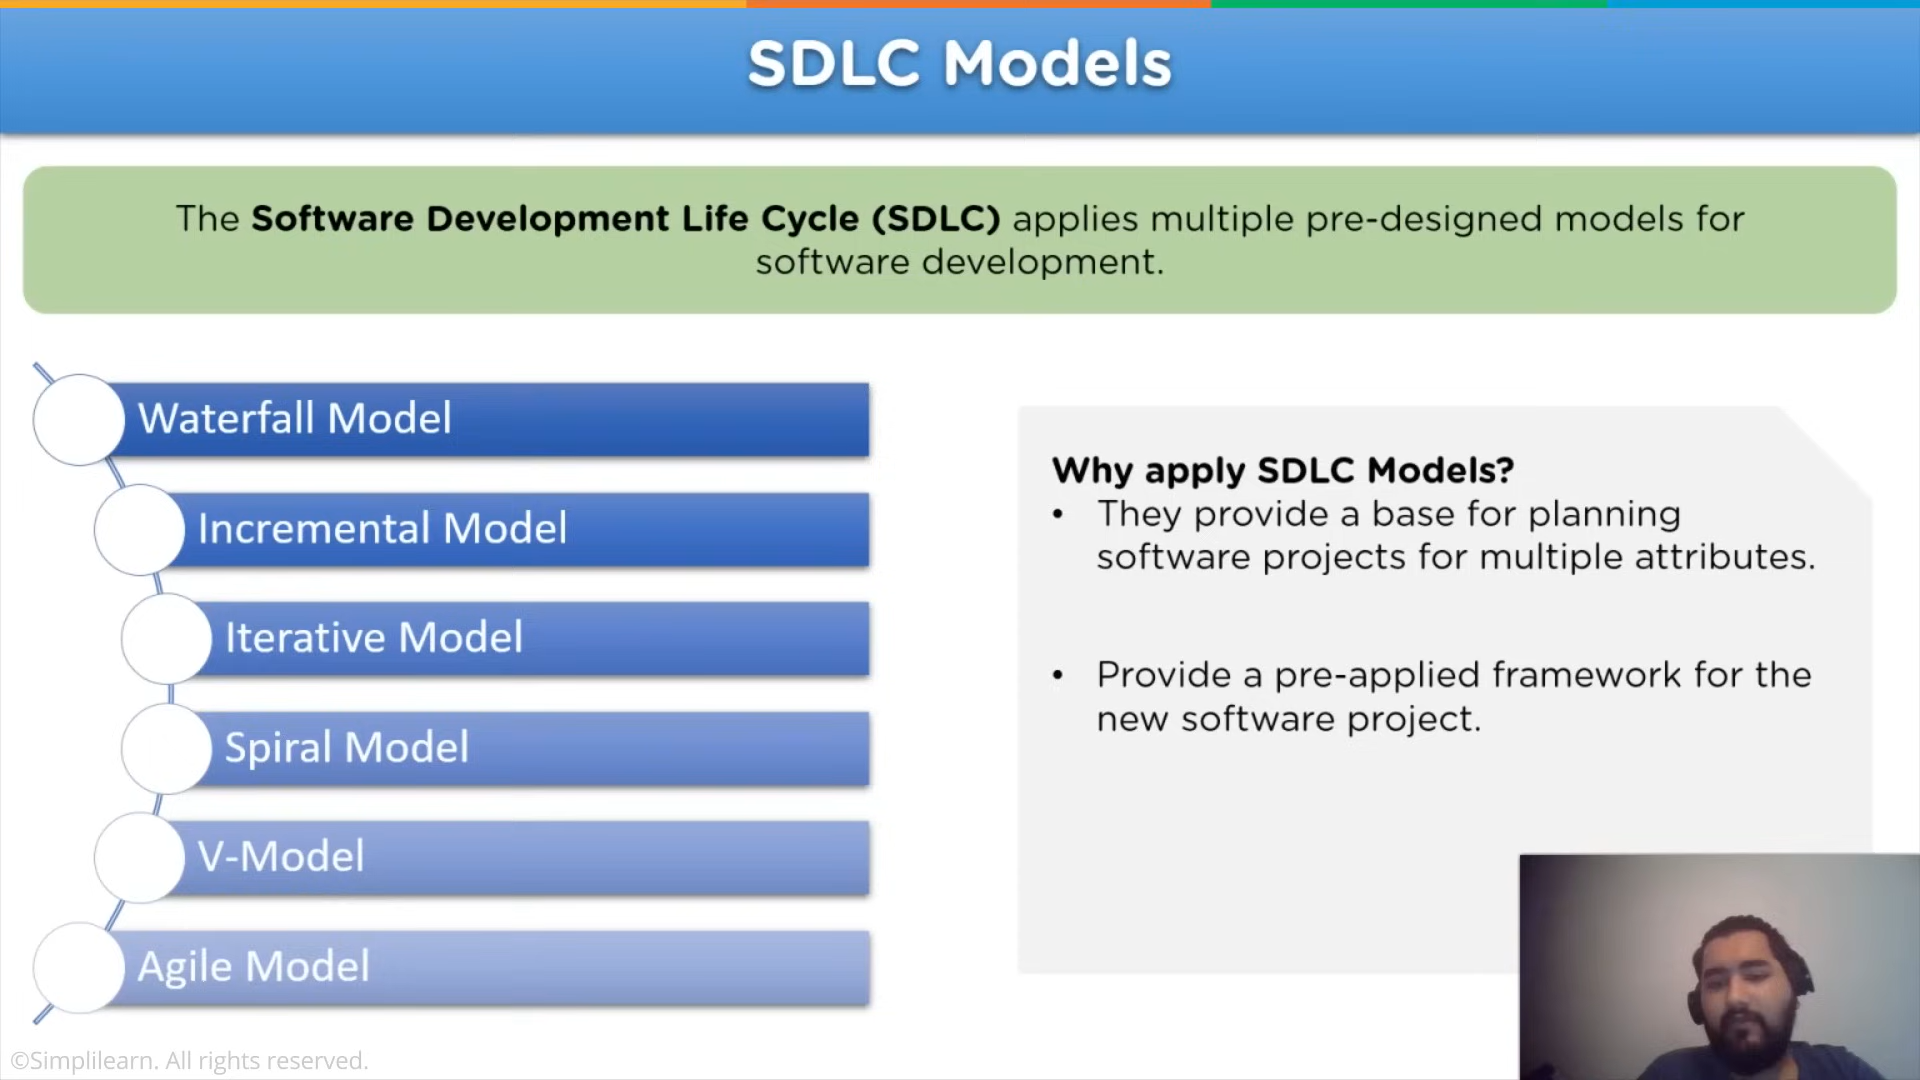 SDLC Models
The Software Development Life Cycle (SDLC) applies multiple pre-designed models for
software development.
Waterfall Model
Incremental Model
Iterative Model
Spiral Model
V-Model
Agile Model
Why apply SDLC Models?
• They provide a base for planning
software projects for multiple attributes.
• Provide a pre-applied framework for the
new software project.
©Simplilearn. All rights reserved.